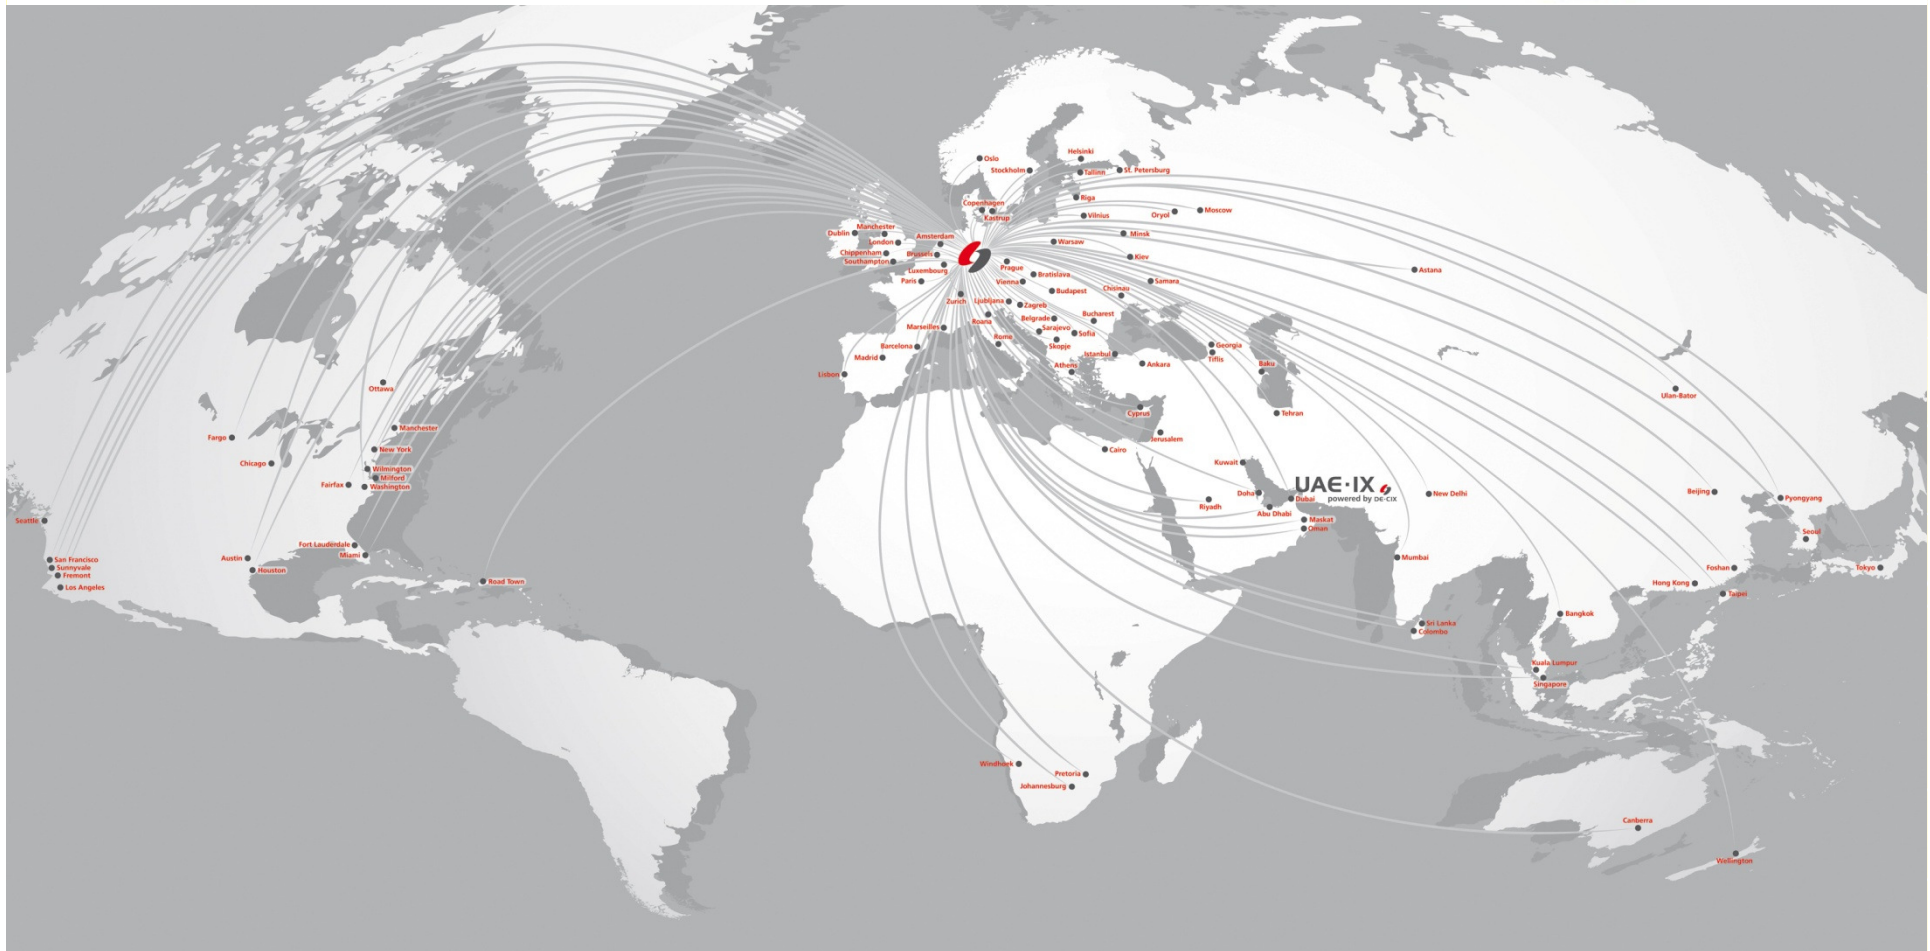 Oslo
Helsinki
Stockholm
Tallinn
St. Petersburg
Riga
Copenhagen
Kastrup
Vilnius
Oryol
Moscow
Dublin
Manchester
London
Amsterdam
Minsk
Warsaw
Chippenham
Southampton
Brussels
Luxembourg
Prague
Kiev
Astana
Paris
Vienna
Bratislava
Budapest
Chisinau
Samara
Zurich
Ljubljana
Zagreb
Roana
Belgrade
Bucharest
Marseilles
Sarajevo
Sofia
Rome
Skopje
Georgia
Tiflis
Barcelona
Madrid
Istanbul
Ankara
Athens
Baku
Lisbon
Ottawa
Ulan-Bator
Cyprus
Tehran
Manchester
Fargo
Jerusalem
Cairo
New York
Chicago
Kuwait
Wilmington
Milford
Fairfax
Washington
UAE·IX
powered by DE-CIX
Doha
Dubai
Riyadh
Abu Dhabi
New Delhi
Beijing
Pyongyang
Maskat
Oman
Seattle
Seoul
Fort Lauderdale
Miami
Austin
Houston
San Francisco
Sunnyvale
Fremont
Los Angeles
Road Town
Mumbai
Foshan
Tokyo
Hong Kong
Taipei
Bangkok
Sri Lanka
Colombo
Kuala Lumpur
Singapore
Windhoek
Pretoria
Johannesburg
Canberra
Wellington